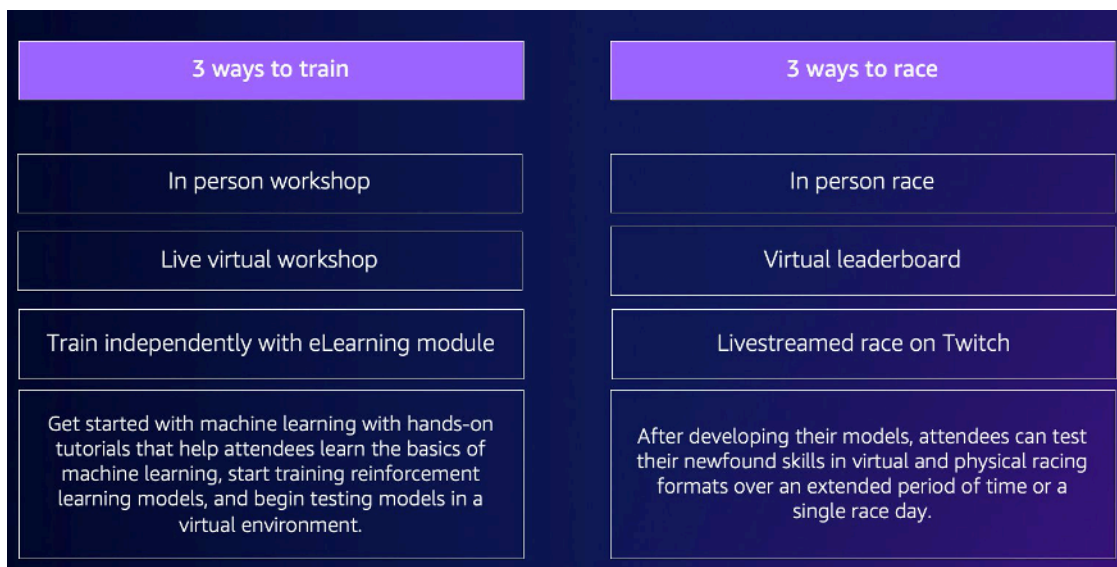 3 ways to train
In person workshop
Live virtual workshop
Train independently with eLearning module
Get started with machine learning with hands-on
tutorials that help attendees learn the basics of
machine learning, start training reinforcement
learning models, and begin testing models in a
virtual environment.
3 ways to race
In person race
Virtual leaderboard
Livestreamed race on Twitch
After developing their models, attendees can test
their newfound skills in virtual and physical racing
formats over an extended period of time or a
single race day.